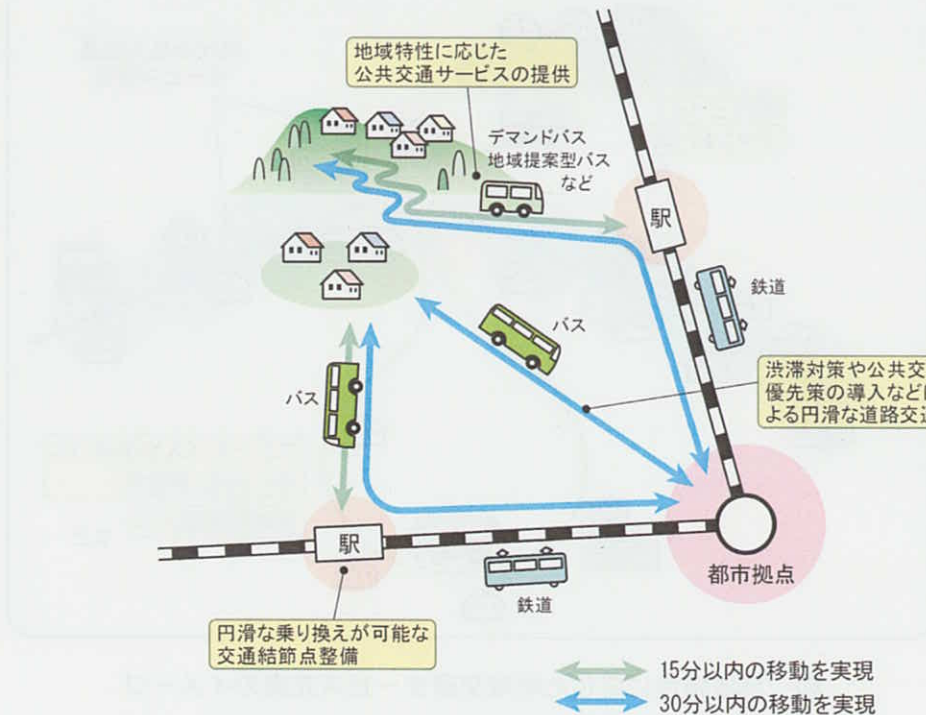 地域特性に応じた
公共交通サービスの提供
デマンドバス
地域提案型バス
など
駅
鉄道
バス
バス
渋滞対策や公共交
優先策の導入など
よる円滑な道路交通
駅
鉄道
都市拠点
円滑な乗り換えが可能な
交通結節点整備
15分以内の移動を実現
30分以内の移動を実現